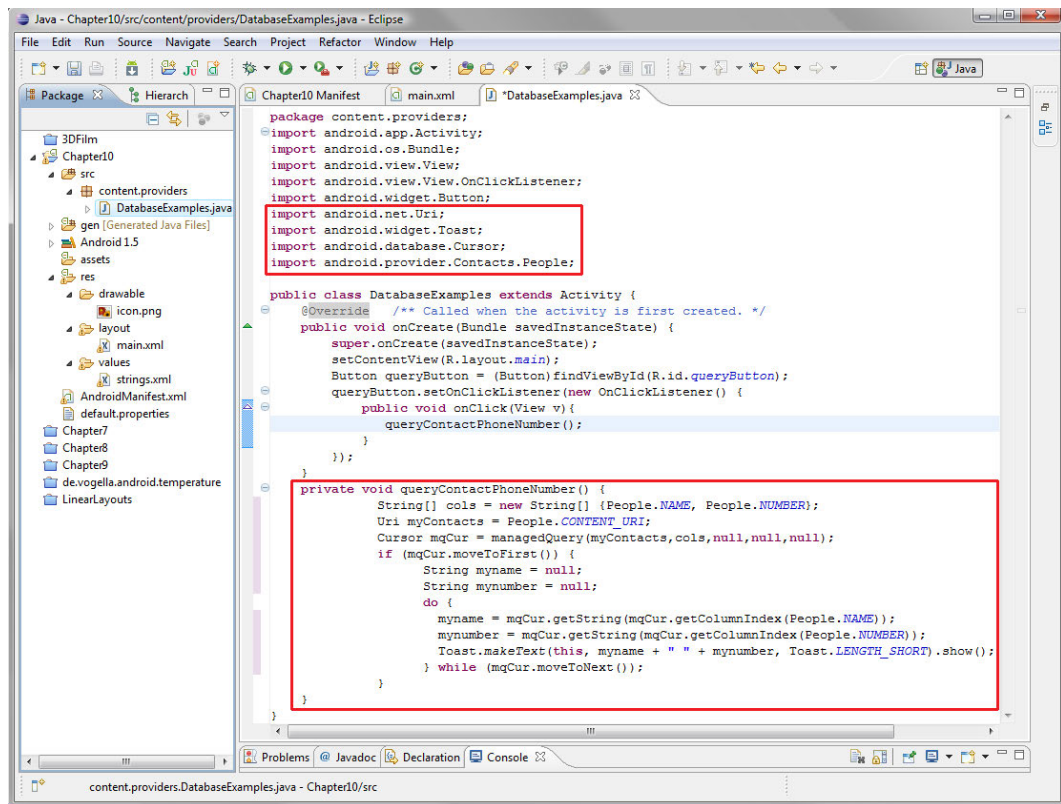 Java - Chapter10/src/content/providers/DatabaseExamples.java - Eclipse
File Edit Run Source Navigate Search Project Refactor Window Help
Java
Package Hierarch
Chapter10 Manifest main.xml *DatabaseExamples.java
3DFilm
Chapter10
src
content.providers
DatabaseExamples.java
gen [Generated Java Files]
Android 1.5
assets
res
drawable
icon.png
layout
main.xml
values
strings.xml
AndroidManifest.xml
default.properties
Chapter7
Chapter8
Chapter9
de.vogella.android.temperature
LinearLayouts
package content.providers;
import android.app.Activity;
import android.os.Bundle;
import android.view.View;
import android.view.View.OnClickListener;
import android.widget.Button;
import android.net.Uri;
import android.widget.Toast;
import android.database.Cursor;
import android.provider.Contacts.People;
public class DatabaseExamples extends Activity {
@Override /** Called when the activity is first created. */
public void onCreate(Bundle savedInstanceState) {
super.onCreate(savedInstanceState);
setContentView(R.layout.main);
Button queryButton = (Button)findViewById(R.id.queryButton);
queryButton.setOnClickListener(new OnClickListener() {
public void onClick(View v){
queryContactPhoneNumber();
}
});
}
private void queryContactPhoneNumber() {
String[] cols = new String[] {People.NAME, People.NUMBER};
Uri myContacts = People.CONTENT_URI;
Cursor mqCur = managedQuery(myContacts,cols,null,null,null);
if (mqCur.moveToFirst()) {
String myname = null;
String mynumber = null;
do {
myname = mqCur.getString(mqCur.getColumnIndex(People.NAME));
mynumber = mqCur.getString(mqCur.getColumnIndex(People.NUMBER));
Toast.makeText(this, myname + " " + mynumber, Toast.LENGTH_SHORT).show();
} while (mqCur.moveToNext());
}
}
}
Problems @ Javadoc Declaration Console
content.providers.DatabaseExamples.java - Chapter10/src